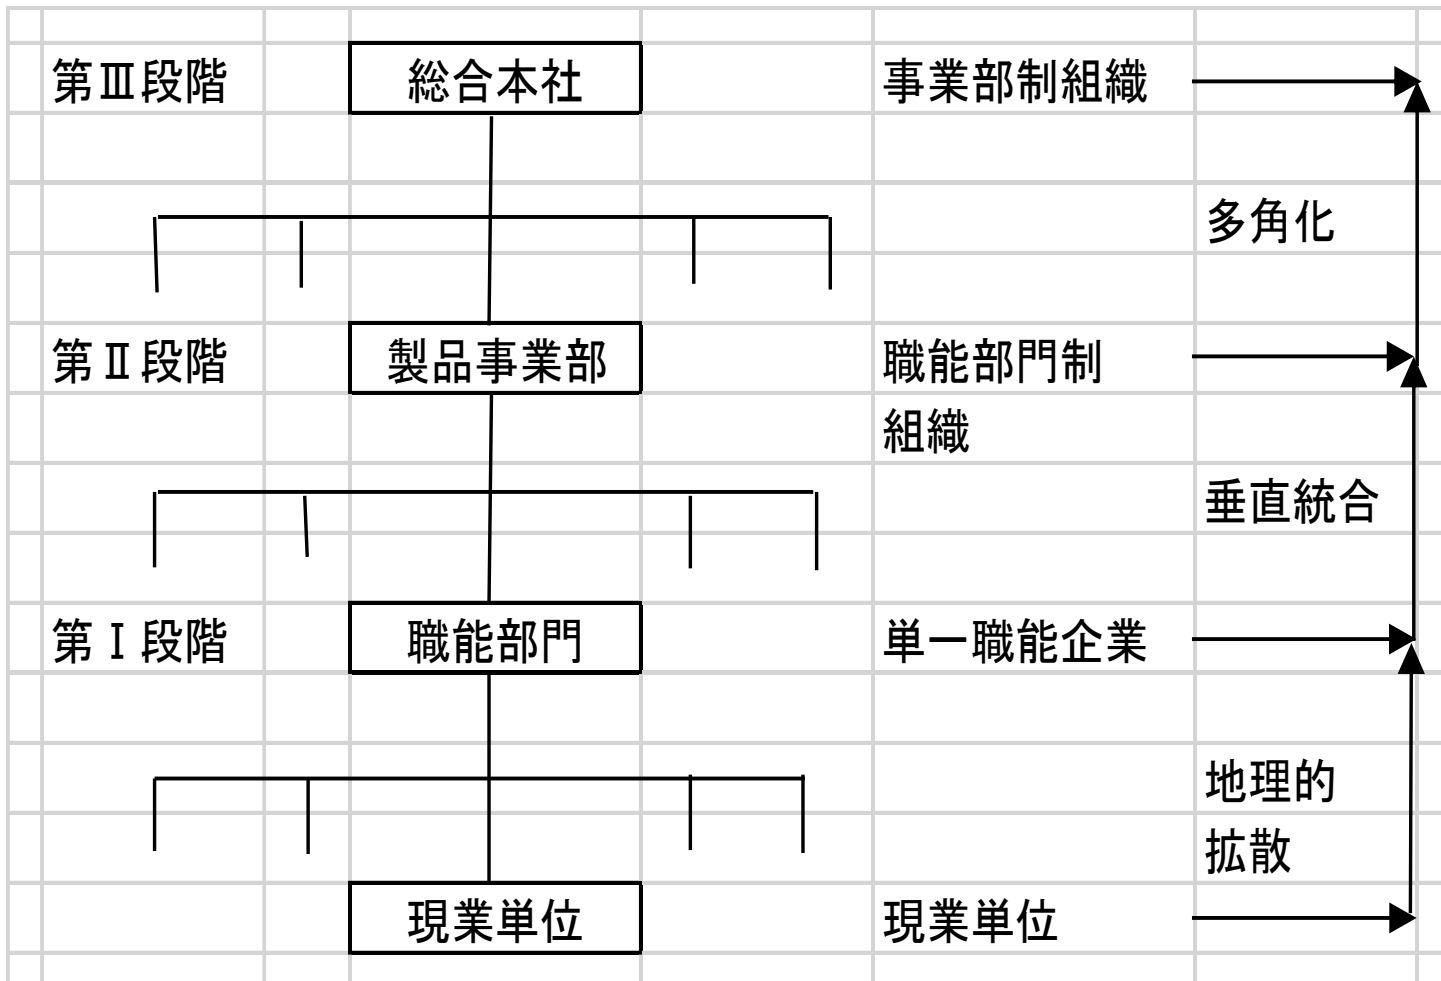 第Ⅲ段階
総合本社
事業部制組織
多角化
第Ⅱ段階
製品事業部
職能部門制
組織
垂直統合
第Ⅰ段階
職能部門
単一職能企業
地理的
拡散
現業単位
現業単位